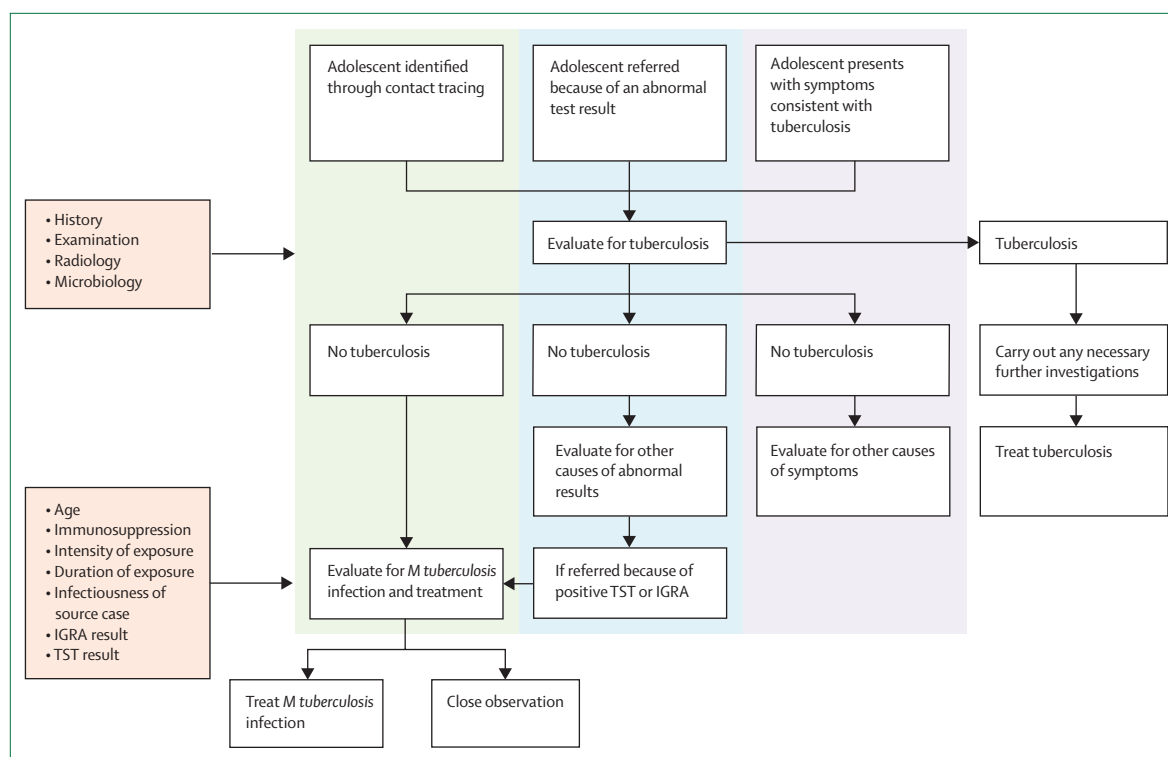 Adolescent identified
through contact tracing
Adolescent referred
because of an abnormal
test result
Adolescent presents
with symptoms
consistent with
tuberculosis
• History
• Examination
• Radiology
• Microbiology
Evaluate for tuberculosis
Tuberculosis
No tuberculosis
No tuberculosis
No tuberculosis
Carry out any necessary
further investigations
Evaluate for other
causes of abnormal
results
Evaluate for other causes
of symptoms
Treat tuberculosis
• Age
• Immunosuppression
• Intensity of exposure
• Duration of exposure
• Infectiousness of
source case
• IGRA result
• TST result
Evaluate for M tuberculosis
infection and treatment
If referred because of
positive TST or IGRA
Treat M tuberculosis
infection
Close observation